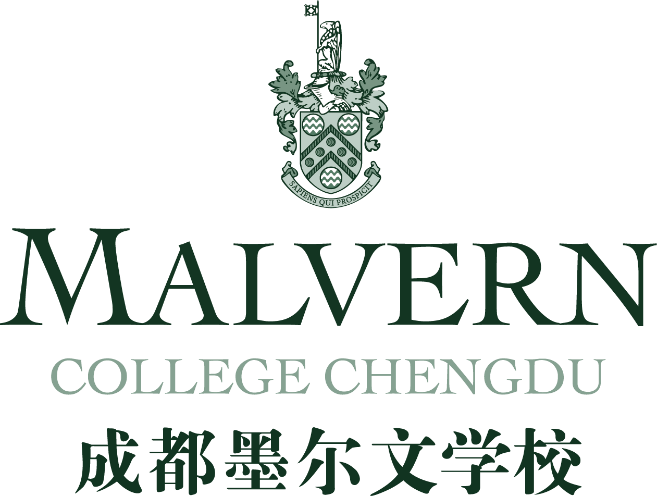 SAPIENS QUI PROSPICIT
MALVERN
COLLEGE CHENGDU
成都墨尔文学校